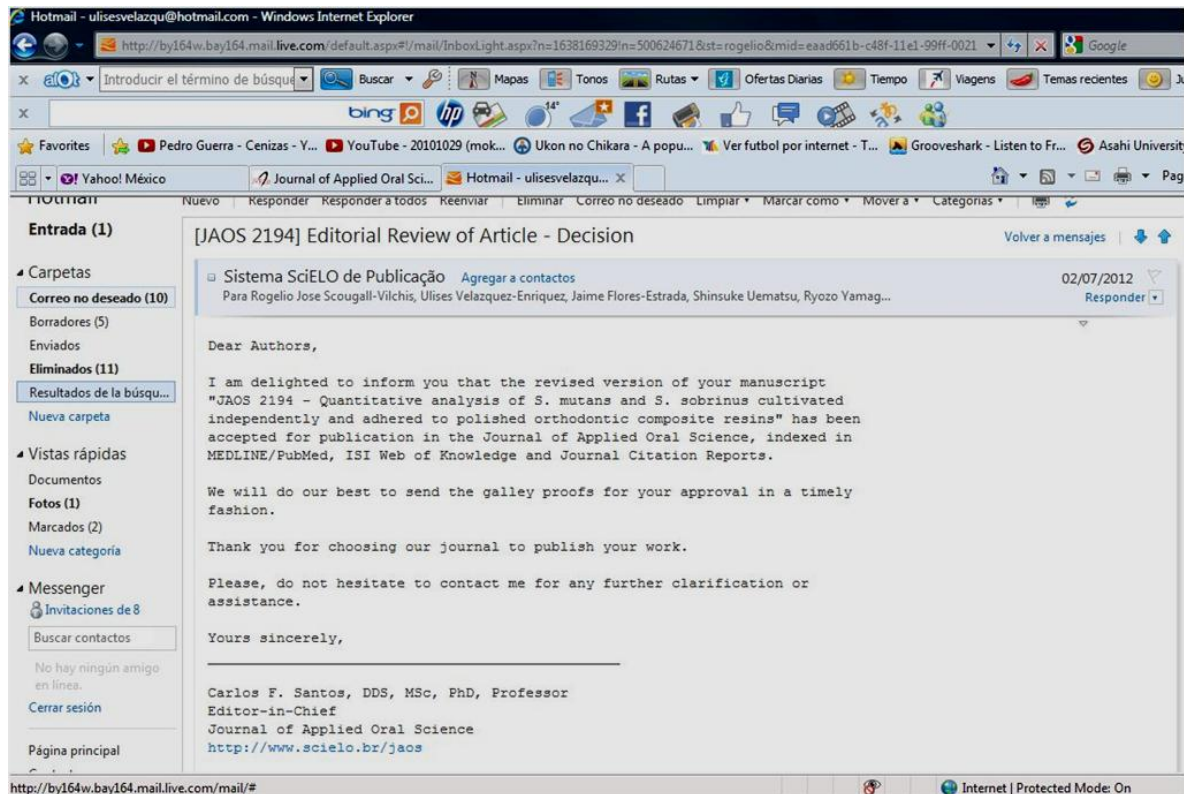 Hotmail - ulisesvelazqu@hotmail.com - Windows Internet Explorer
http://by164w.bay164.mail.live.com/default.aspx#!/mail/InboxLight.aspx?n=1638169329!n=500624671&st=rogelio&mid=eaad661b-c48f-11e1-99ff-0021
Google
x alot Introducir el término de búsqu Buscar Mapas Tonos Rutas Ofertas Diarias Tiempo Viagens Temas recientes
x bing hp 14°
Favorites Pedro Guerra - Cenizas - Y... YouTube - 20101029 (mok... Ukon no Chikara - A popu... Ver futbol por internet - T... Grooveshark - Listen to Fr... Asahi University
Yahoo! México Journal of Applied Oral Sci... Hotmail - ulisesvelazqu... X Pag
Hotmail Nuevo Responder Responder a todos Reenviar Eliminar Correo no deseado Limpiar Marcar como Mover a Categorías
Entrada (1)
Carpetas
Correo no deseado (10)
Borradores (5)
Enviados
Eliminados (11)
Resultados de la búsqu...
Nueva carpeta
Vistas rápidas
Documentos
Fotos (1)
Marcados (2)
Nueva categoría
Messenger
Invitaciones de 8
Buscar contactos
No hay ningún amigo
en línea.
Cerrar sesión
Página principal
[JAOS 2194] Editorial Review of Article - Decision
Volver a mensajes
Sistema SciELO de Publicação Agregar a contactos
02/07/2012
Para Rogelio Jose Scougall-Vilchis, Ulises Velazquez-Enriquez, Jaime Flores-Estrada, Shinsuke Uematsu, Ryozo Yamag...
Responder
Dear Authors,
I am delighted to inform you that the revised version of your manuscript
"JAOS 2194 - Quantitative analysis of S. mutans and S. sobrinus cultivated
independently and adhered to polished orthodontic composite resins" has been
accepted for publication in the Journal of Applied Oral Science, indexed in
MEDLINE/PubMed, ISI Web of Knowledge and Journal Citation Reports.
We will do our best to send the galley proofs for your approval in a timely
fashion.
Thank you for choosing our journal to publish your work.
Please, do not hesitate to contact me for any further clarification or
assistance.
Yours sincerely,
Carlos F. Santos, DDS, MSc, PhD, Professor
Editor-in-Chief
Journal of Applied Oral Science
http://www.scielo.br/jaos
http://by164w.bay164.mail.live.com/mail/#
Internet | Protected Mode: On